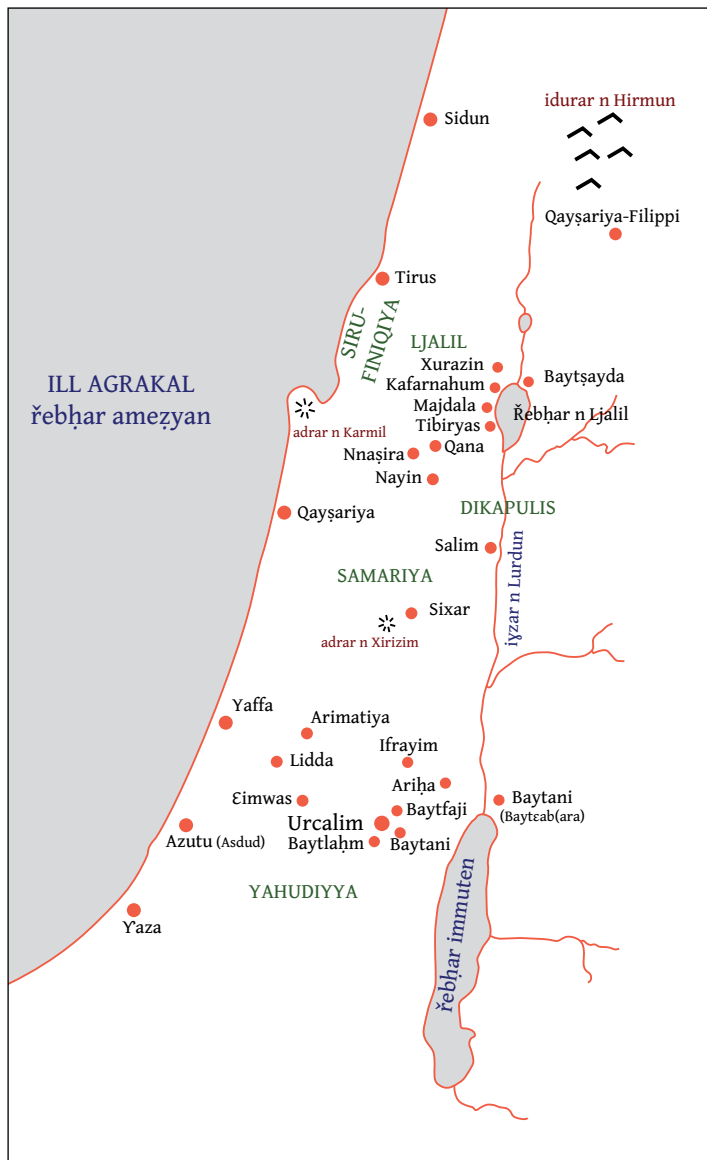 idurar n Hirmun
Sidun
Qayṣariya-Filippi
Tirus
SIRU-
FINIQIYA
LJALIL
Xurazin
Baytṣayda
Kafarnahum
ILL AGRAKAL
řebḥar ameẓyan
Majdala
Řebḥar n Ljalil
Tibiryas
adrar n Karmil
Qana
Nnaṣira
Nayin
DIKAPULIS
Qayṣariya
Salim
iɣzar n Lurdun
SAMARIYA
Sixar
adrar n Xirizim
Yaffa
Arimatiya
Ifrayim
Lidda
Ariḥa
Ɛimwas
Baytani
(Baytɛab(ara)
Baytfaji
Urcalim
Azutu (Asdud)
Baytlaḥm
Baytani
YAHUDIYYA
řebḥar immuten
Ɣaza